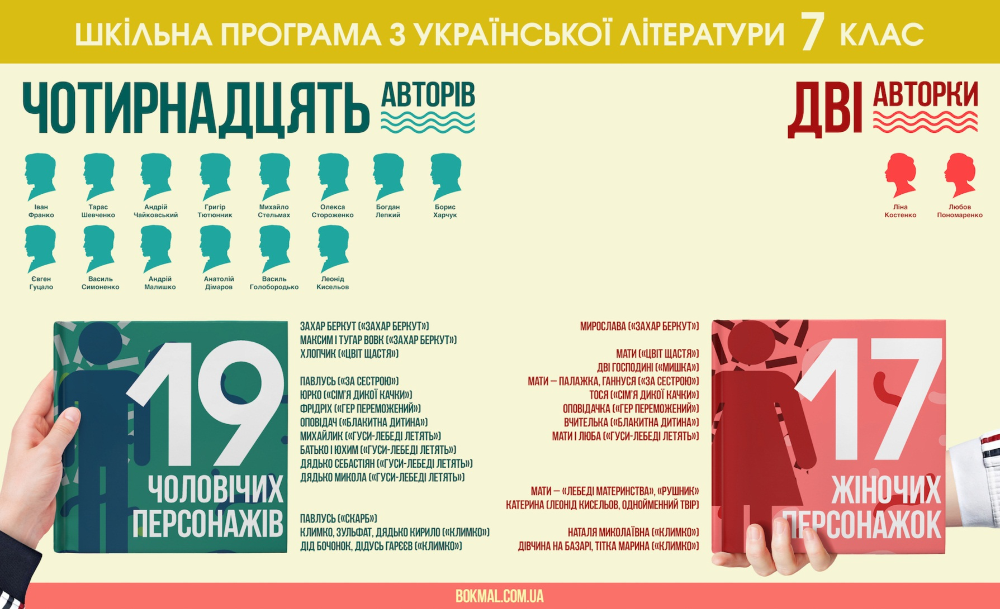 ШКІЛЬНА ПРОГРАМА З УКРАЇНСЬКОЇ ЛІТЕРАТУРИ 7 КЛАС
ЧОТИРНАДЦЯТЬ АВТОРІВ
Іван
Франко
Тарас
Шевченко
Андрій
Чайковський
Григір
Тютюнник
Михайло
Стельмах
Олекса
Стороженко
Богдан
Лепкий
Борис
Харчук
Євген
Гуцало
Василь
Симоненко
Андрій
Малишко
Анатолій
Дімаров
Василь
Голобородько
Леонід
Кисельов
ДВІ АВТОРКИ
Ліна
Костенко
Любов
Пономаренко
19
ЧОЛОВІЧИХ
ПЕРСОНАЖІВ
ЗАХАР БЕРКУТ («ЗАХАР БЕРКУТ»)
МАКСИМ І ТУГАР ВОВК («ЗАХАР БЕРКУТ»)
ХЛОПЧИК («ЦВІТ ЩАСТЯ»)
ПАВЛУСЬ («ЗА СЕСТРОЮ»)
ЮРКО («СІМ'Я ДИКОЇ КАЧКИ»)
ФРІДРІХ («ГЕР ПЕРЕМОЖЕНИЙ»)
ОПОВІДАЧ («БЛАКИТНА ДИТИНА»)
МИХАЙЛИК («ГУСИ-ЛЕБЕДІ ЛЕТЯТЬ»)
БАТЬКО І ЮХИМ («ГУСИ-ЛЕБЕДІ ЛЕТЯТЬ»)
ДЯДЬКО СЕБАСТІЯН («ГУСИ-ЛЕБЕДІ ЛЕТЯТЬ»)
ДЯДЬКО МИКОЛА («ГУСИ-ЛЕБЕДІ ЛЕТЯТЬ»)
ПАВЛУСЬ («СКАРБ»)
КЛИМКО, ЗУЛЬФАТ, ДЯДЬКО КИРИЛО («КЛИМКО»)
ДІД БОЧОНОК, ДІДУСЬ ГАРЄЄВ («КЛИМКО»)
МИРОСЛАВА («ЗАХАР БЕРКУТ»)
МАТИ («ЦВІТ ЩАСТЯ»)
ДВІ ГОСПОДИНІ («МИШКА»)
МАТИ – ПАЛАЖКА, ГАННУСЯ («ЗА СЕСТРОЮ»)
ТОСЯ («СІМ'Я ДИКОЇ КАЧКИ»)
ОПОВІДАЧКА («ГЕР ПЕРЕМОЖЕНИЙ»)
ВЧИТЕЛЬКА («БЛАКИТНА ДИТИНА»)
МАТИ І ЛЮБА («ГУСИ-ЛЕБЕДІ ЛЕТЯТЬ»)
МАТИ – «ЛЕБЕДІ МАТЕРИНСТВА», «РУШНИК»
КАТЕРИНА (ЛЕОНІД КИСЕЛЬОВ, ОДНОЙМЕННИЙ ТВІР)
НАТАЛЯ МИКОЛАЇВНА («КЛИМКО»)
ДІВЧИНА НА БАЗАРІ, ТІТКА МАРИНА («КЛИМКО»)
17
ЖІНОЧИХ
ПЕРСОНАЖОК
BOKMAL.COM.UA